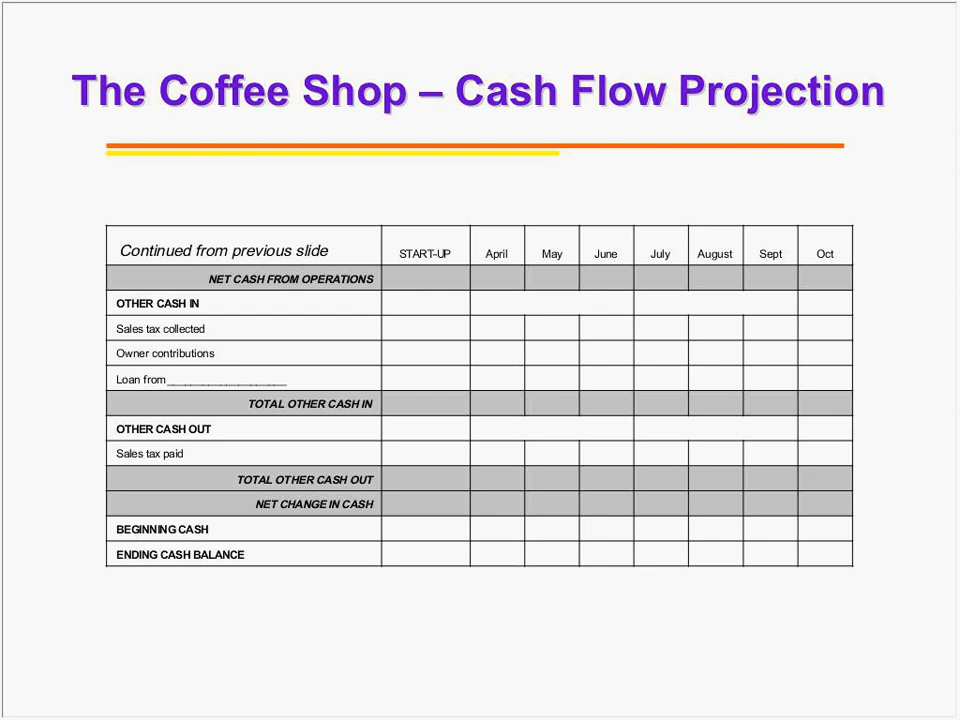 The Coffee Shop – Cash Flow Projection
Continued from previous slide START-UP April May June July August Sept Oct
NET CASH FROM OPERATIONS
OTHER CASH IN
Sales tax collected
Owner contributions
Loan from____________________
TOTAL OTHER CASH IN
OTHER CASH OUT
Sales tax paid
TOTAL OTHER CASH OUT
NET CHANGE IN CASH
BEGINNING CASH
ENDING CASH BALANCE